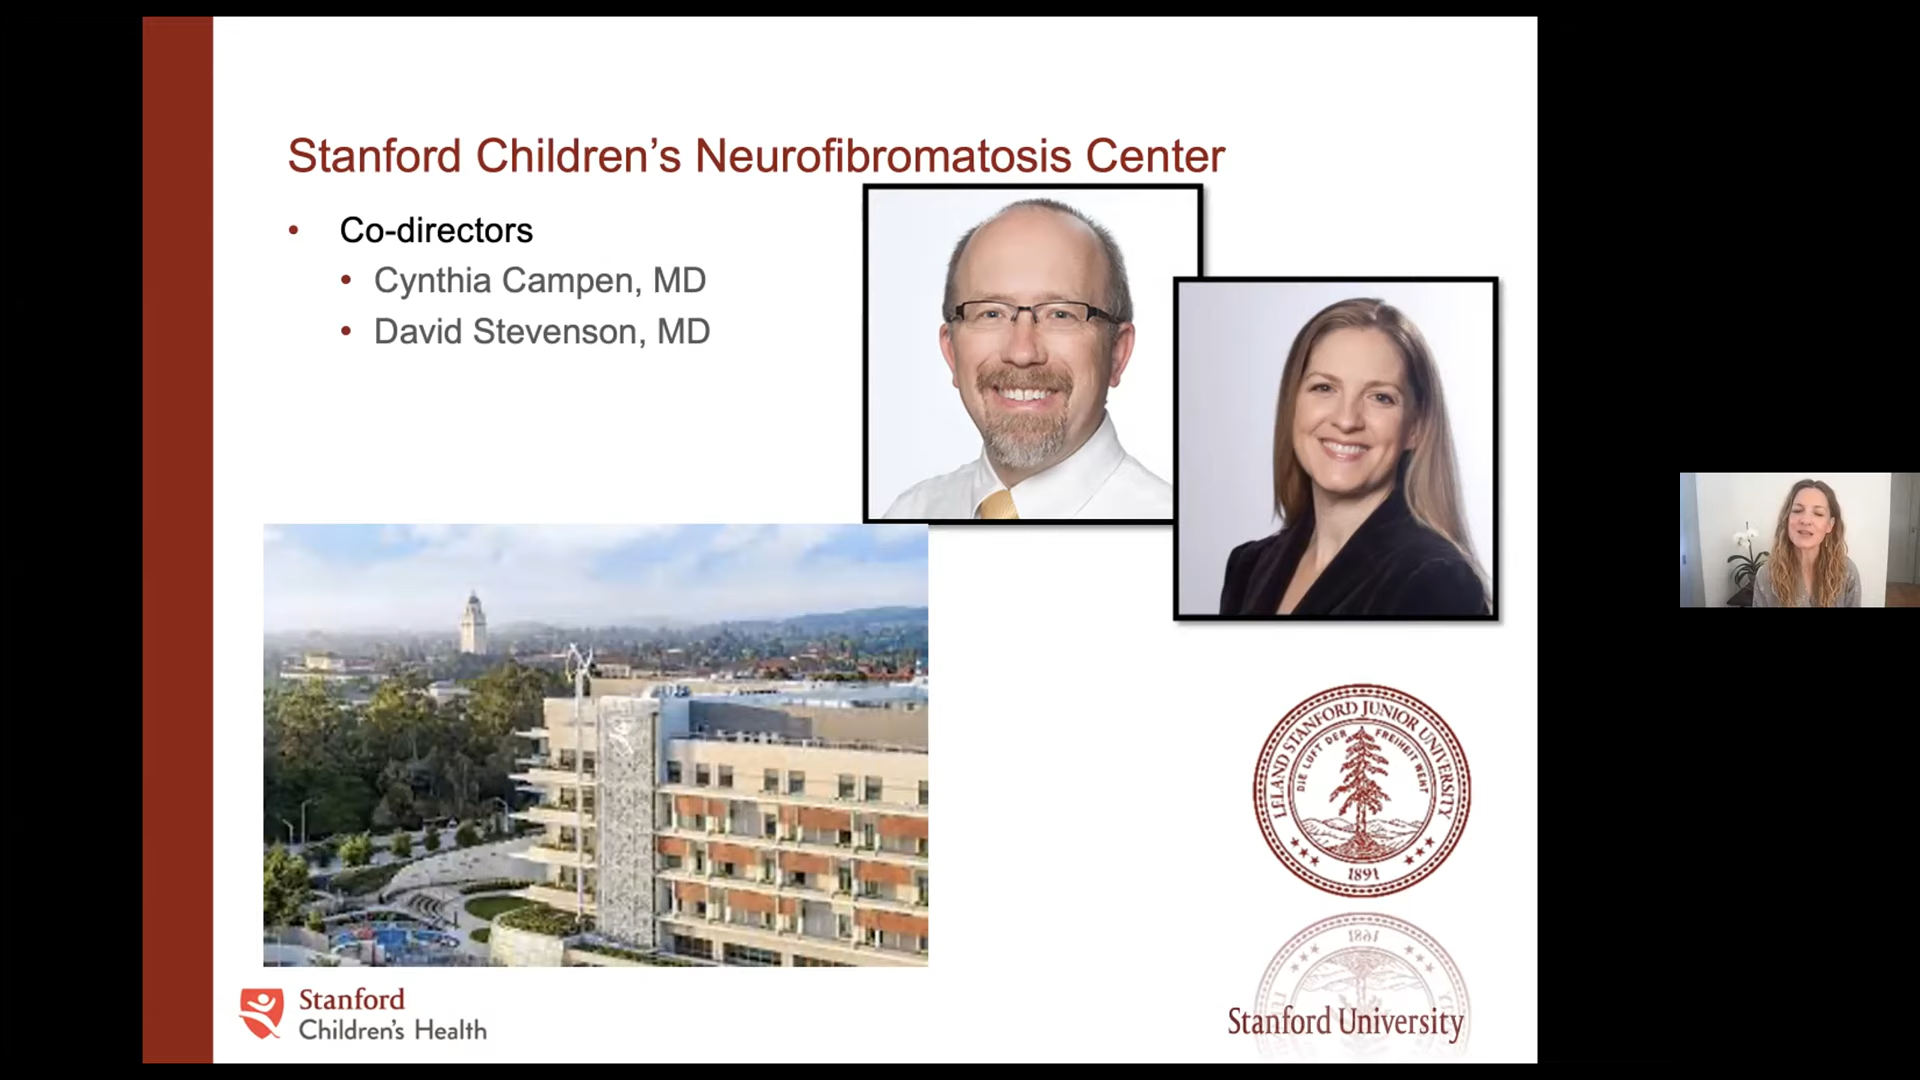 Stanford Children's Neurofibromatosis Center
• Co-directors
• Cynthia Campen, MD
• David Stevenson, MD
LELAND STANFORD JUNIOR UNIVERSITY
DIE LUFT DER FREIHEIT WEHT
1891
Stanford
Children's Health
Stanford University